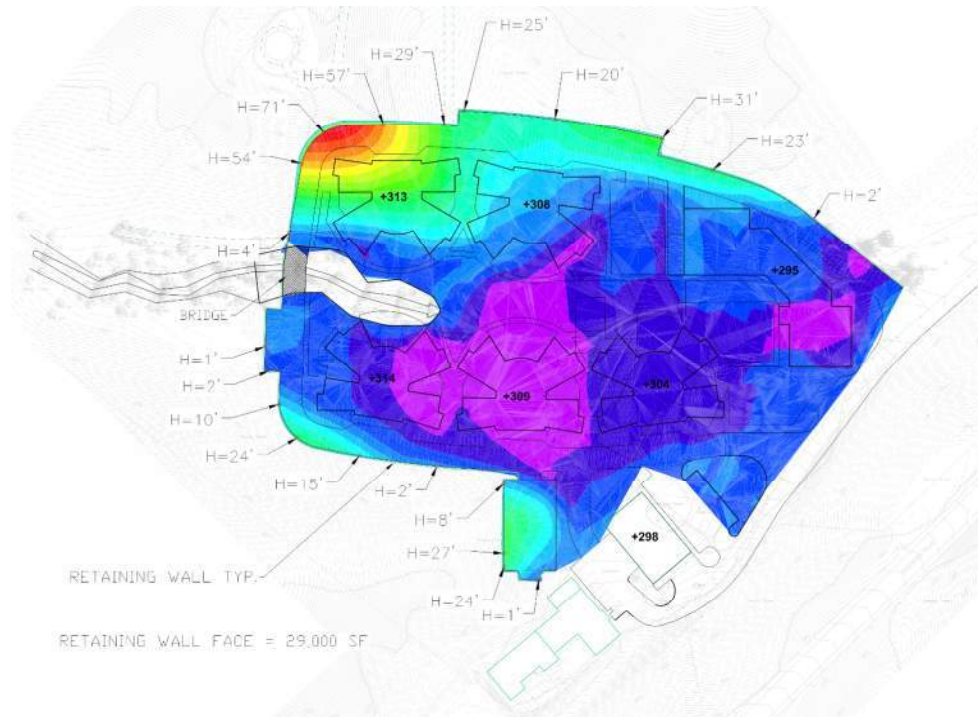 H=25'
H=29'
H=20'
H=57'
H=31'
H=71'
H=23'
H=54'
+313
+308
H=2'
H=4'
+295
BRIDGE
H=1'
+314
+304
H=2'
+309
H=10'
H=24'
H=15'
H=2'
H=8'
+298
H=27'
RETAINING WALL TYP.
H=24'
H=1'
RETAINING WALL FACE = 29,000 SF